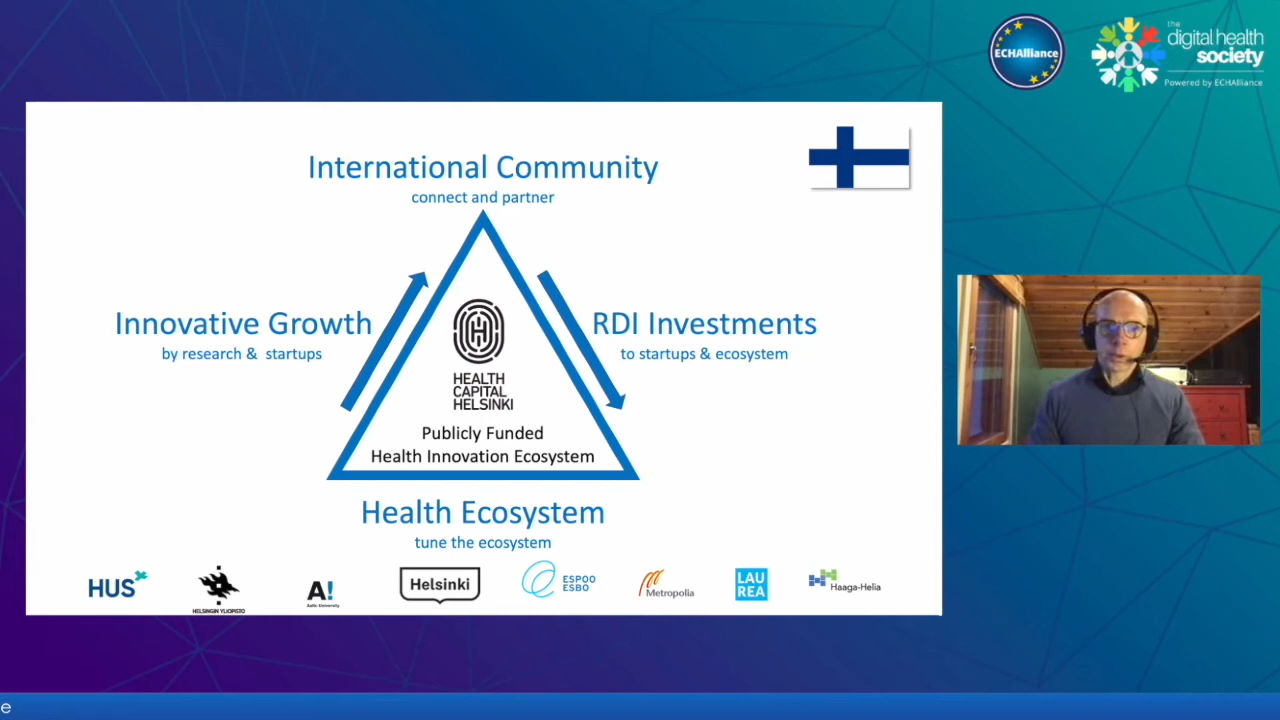 ECHAlliance
the
digital health
society
Powered by ECHAlliance
International Community
connect and partner
Innovative Growth
by research & startups
RDI Investments
to startups & ecosystem
HEALTH
CAPITAL
HELSINKI
Publicly Funded
Health Innovation Ecosystem
Health Ecosystem
tune the ecosystem
HUS
HELSINGIN YLIOPISTO
A!
Aalto University
Helsinki
ESPOO
ESBO
Metropolia
LAU
REA
Haaga-Helia
e